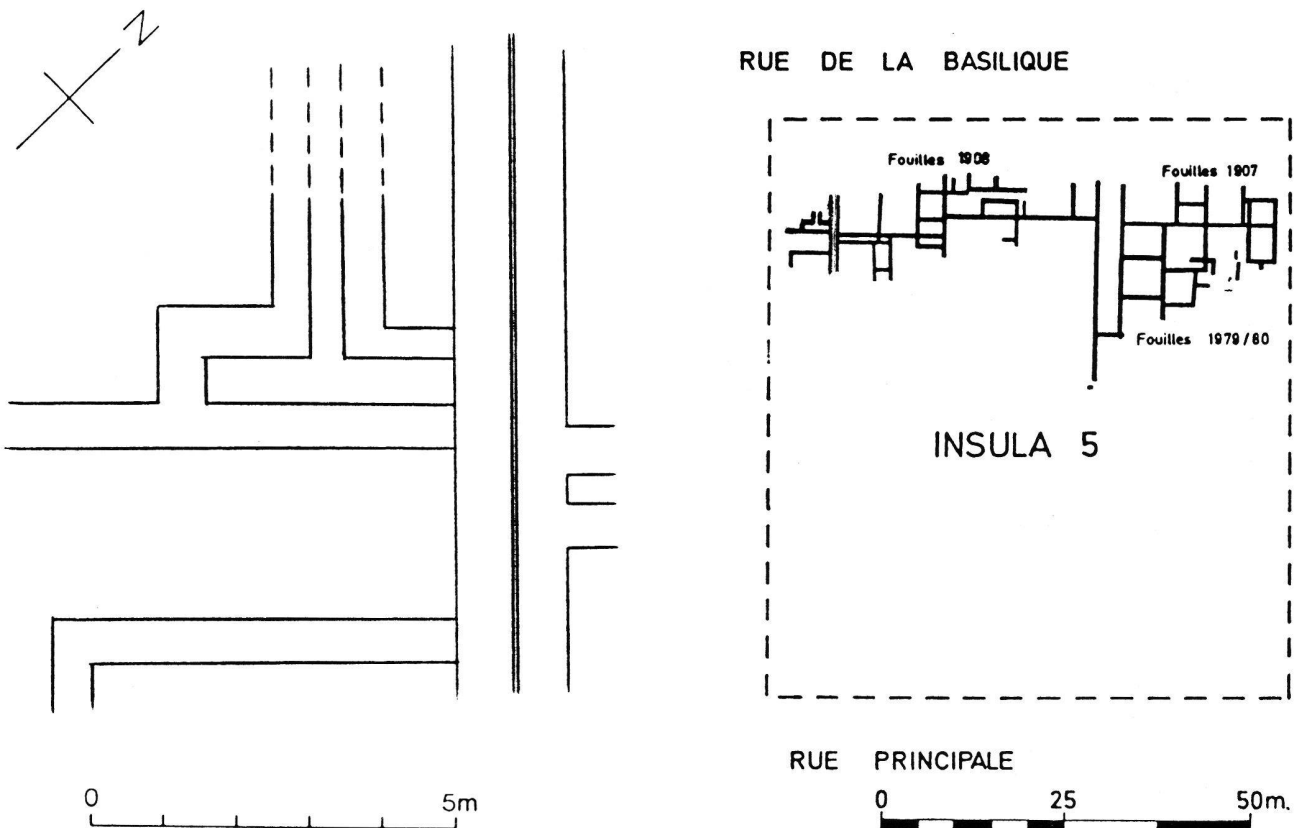 N
0 5m
RUE DE LA BASILIQUE
Fouilles 1908
Fouilles 1907
Fouilles 1979/80
INSULA 5
RUE PRINCIPALE
0 25 50m.